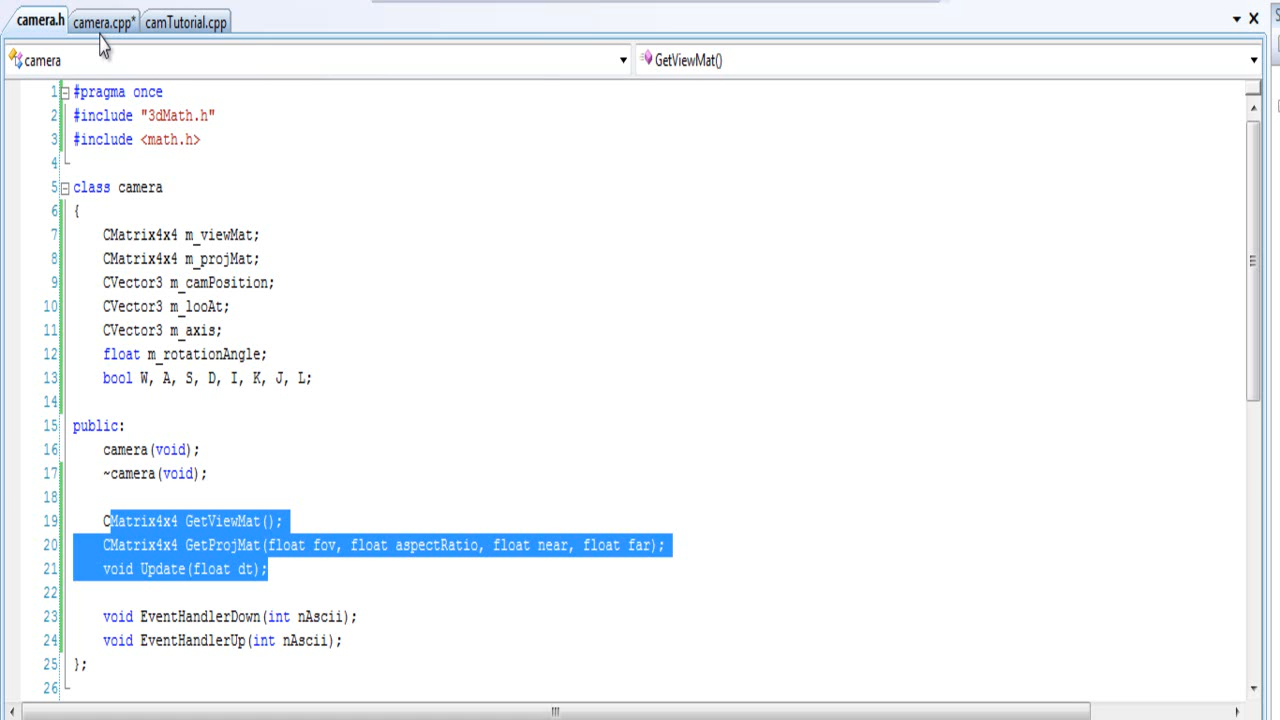 camera.h camera.cpp* camTutorial.cpp
camera GetViewMat()
1 #pragma once
2 #include "3dMath.h"
3 #include <math.h>
4
5 class camera
6 {
7 CMatrix4x4 m_viewMat;
8 CMatrix4x4 m_projMat;
9 CVector3 m_camPosition;
10 CVector3 m_looAt;
11 CVector3 m_axis;
12 float m_rotationAngle;
13 bool W, A, S, D, I, K, J, L;
14
15 public:
16 camera(void);
17 ~camera(void);
18
19 CMatrix4x4 GetViewMat();
20 CMatrix4x4 GetProjMat(float fov, float aspectRatio, float near, float far);
21 void Update(float dt);
22
23 void EventHandlerDown(int nAscii);
24 void EventHandlerUp(int nAscii);
25 };
26